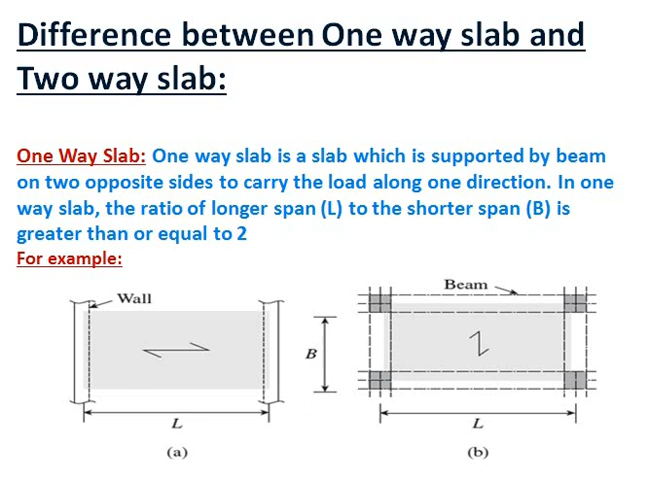 Difference between One way slab and
Two way slab:
One Way Slab: One way slab is a slab which is supported by beam
on two opposite sides to carry the load along one direction. In one
way slab, the ratio of longer span (L) to the shorter span (B) is
greater than or equal to 2
For example:
Wall
Beam
B
L
L
(a)
(b)